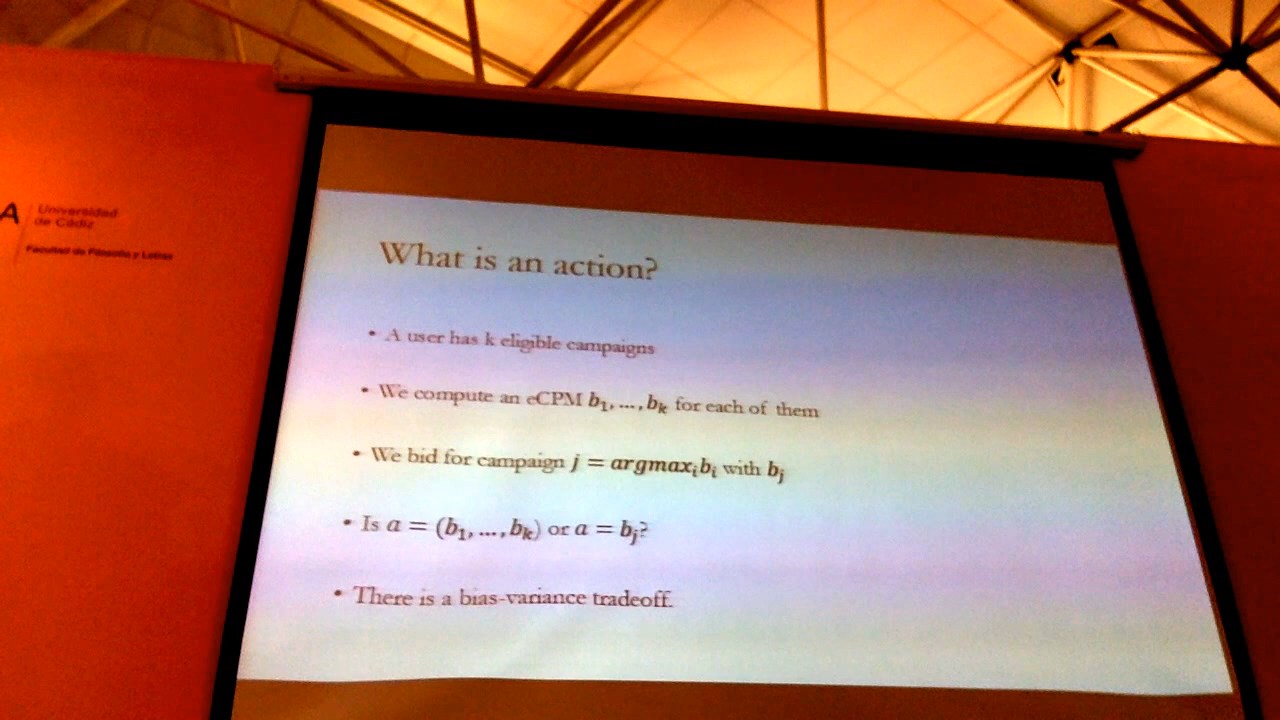 A
Universidad
de Cádiz
Facultad de Filosofía y Letras
What is an action?
• A user has k eligible campaigns
• We compute an eCPM b₁, ..., bₖ for each of them
• We bid for campaign j = argmaxᵢbᵢ with bⱼ
• Is a = (b₁, ..., bₖ) or a = bⱼ?
• There is a bias-variance tradeoff.